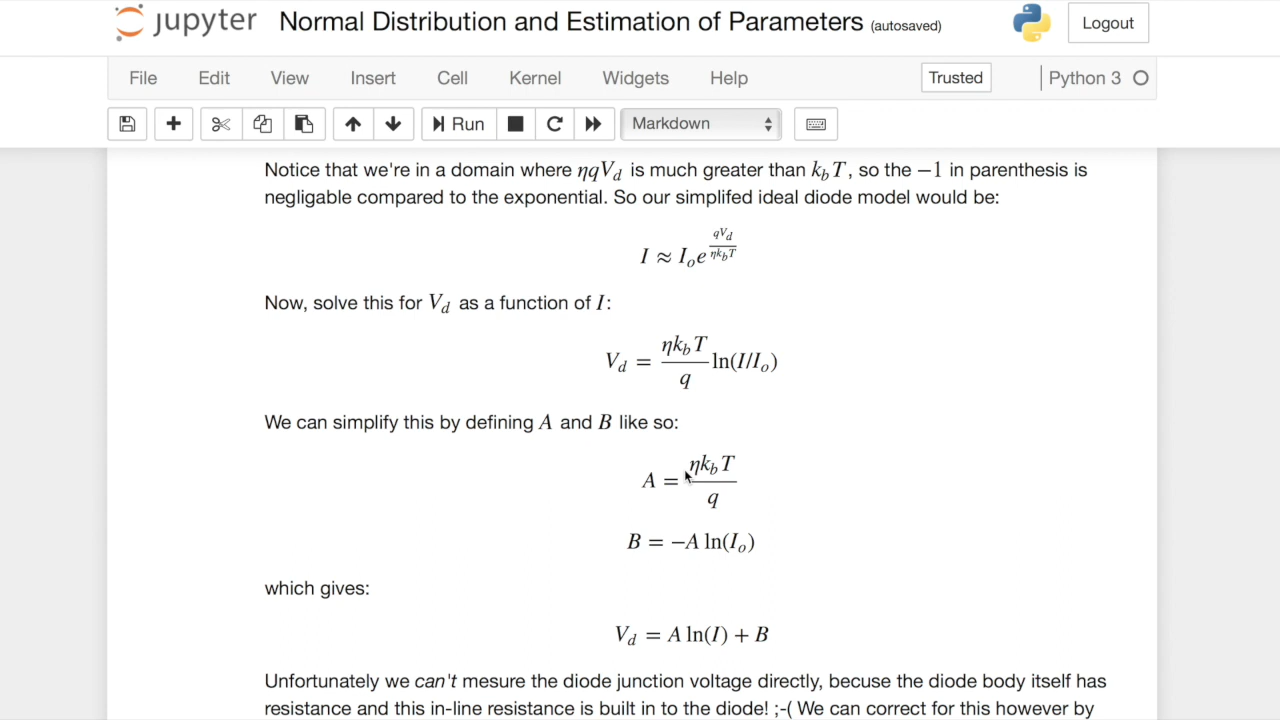 jupyter Normal Distribution and Estimation of Parameters (autosaved) Logout
File Edit View Insert Cell Kernel Widgets Help Trusted Python 3
Run Markdown
Notice that we're in a domain where ηqV_d is much greater than k_bT, so the −1 in parenthesis is
negligable compared to the exponential. So our simplifed ideal diode model would be:
I ≈ I_o e^{qV_d / ηk_bT}
Now, solve this for V_d as a function of I:
V_d = ηk_bT / q ln(I/I_o)
We can simplify this by defining A and B like so:
A = ηk_bT / q
B = −A ln(I_o)
which gives:
V_d = A ln(I) + B
Unfortunately we can't mesure the diode junction voltage directly, becuse the diode body itself has
resistance and this in-line resistance is built in to the diode! ;-( We can correct for this however by